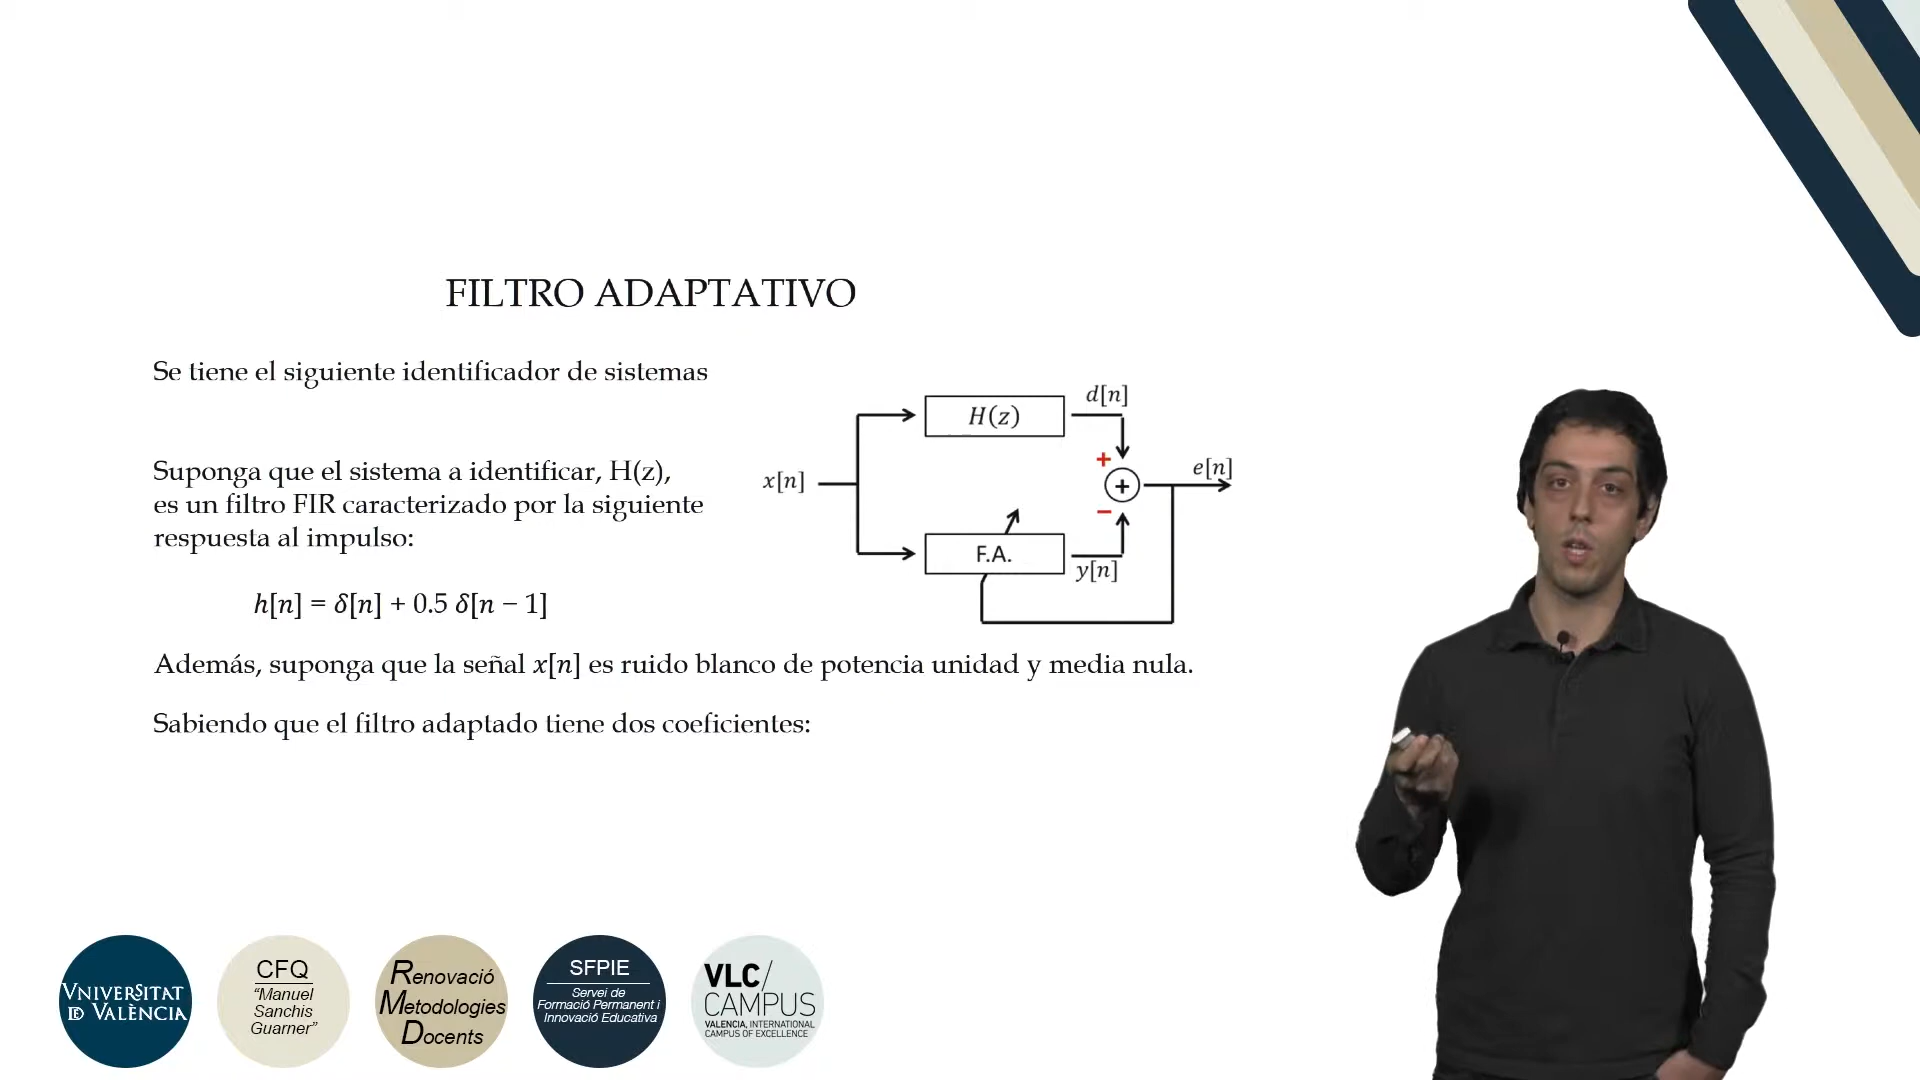 FILTRO ADAPTATIVO
Se tiene el siguiente identificador de sistemas
Suponga que el sistema a identificar, H(z),
es un filtro FIR caracterizado por la siguiente
respuesta al impulso:
h[n] = δ[n] + 0.5 δ[n − 1]
x[n]
H(z)
d[n]
+
+
e[n]
−
F.A.
y[n]
Además, suponga que la señal x[n] es ruido blanco de potencia unidad y media nula.
Sabiendo que el filtro adaptado tiene dos coeficientes:
VNIVERSITAT
DE VALÈNCIA
CFQ
“Manuel
Sanchis
Guarner”
Renovació
Metodologies
Docents
SFPIE
Servei de
Formació Permanent i
Innovació Educativa
VLC/
CAMPUS
VALENCIA, INTERNATIONAL
CAMPUS OF EXCELLENCE